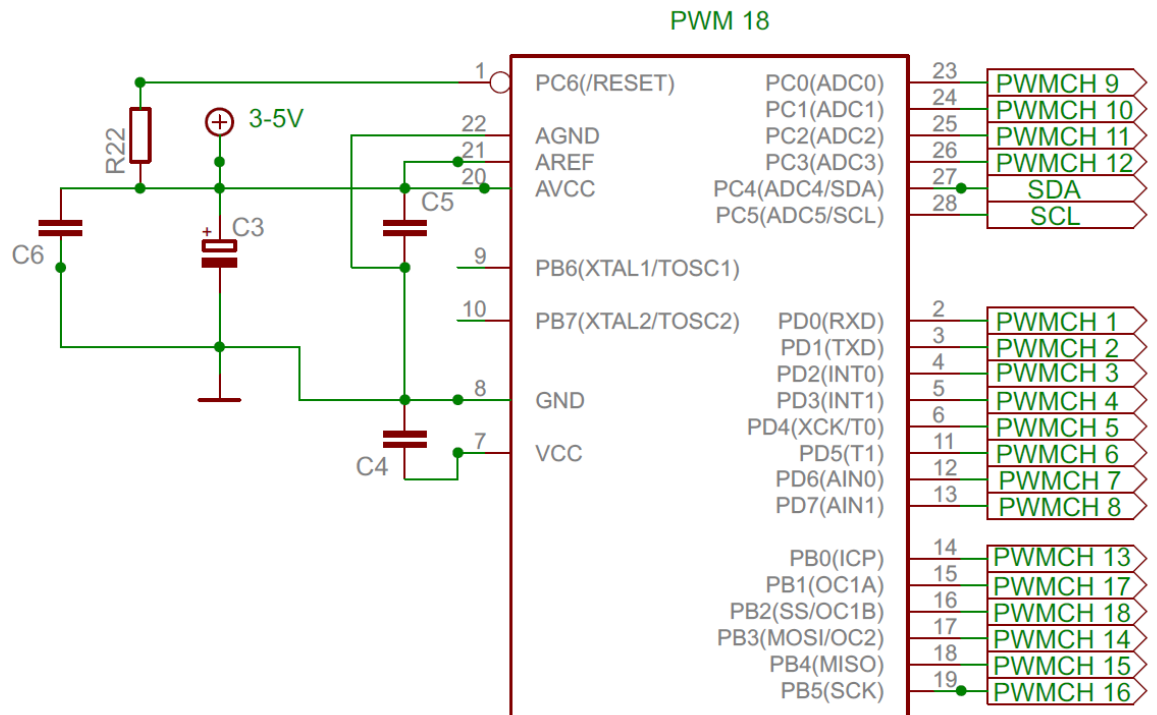 PWM 18
1 PC6(/RESET) PC0(ADC0) 23 PWMCH 9
PC1(ADC1) 24 PWMCH 10
R22 3-5V
22 AGND PC2(ADC2) 25 PWMCH 11
21 AREF PC3(ADC3) 26 PWMCH 12
20 AVCC PC4(ADC4/SDA) 27 SDA
C5 PC5(ADC5/SCL) 28 SCL
C6 + C3
9 PB6(XTAL1/TOSC1)
10 PB7(XTAL2/TOSC2) PD0(RXD) 2 PWMCH 1
PD1(TXD) 3 PWMCH 2
PD2(INT0) 4 PWMCH 3
8 GND PD3(INT1) 5 PWMCH 4
PD4(XCK/T0) 6 PWMCH 5
C4 7 VCC PD5(T1) 11 PWMCH 6
PD6(AIN0) 12 PWMCH 7
PD7(AIN1) 13 PWMCH 8
PB0(ICP) 14 PWMCH 13
PB1(OC1A) 15 PWMCH 17
PB2(SS/OC1B) 16 PWMCH 18
PB3(MOSI/OC2) 17 PWMCH 14
PB4(MISO) 18 PWMCH 15
PB5(SCK) 19 PWMCH 16